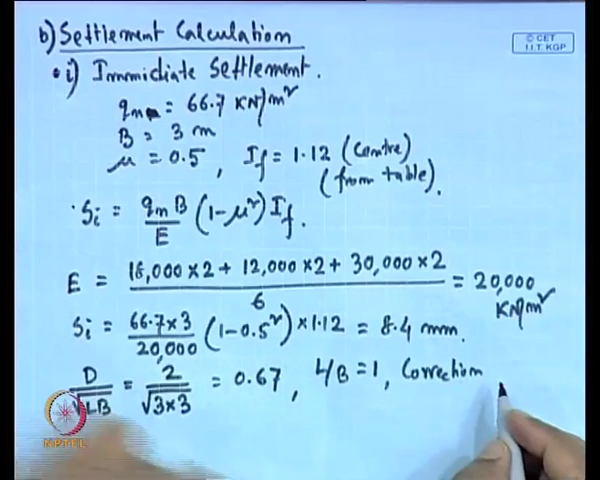 b) Settlement Calculation
© CET
I.I.T. KGP
i) Immidiate Settlement.
qn = 66.7 KN/m²
B = 3 m
μ = 0.5, If = 1.12 (Centre)
(from table).
Si = qn B / E (1-μ²) If.
E = 18,000×2 + 12,000×2 + 30,000×2 / 6 = 20,000 KN/m²
Si = 66.7×3 / 20,000 (1-0.5²) ×1.12 = 8.4 mm.
D / √LB = 2 / √3×3 = 0.67, L/B = 1, Correction
NPTEL